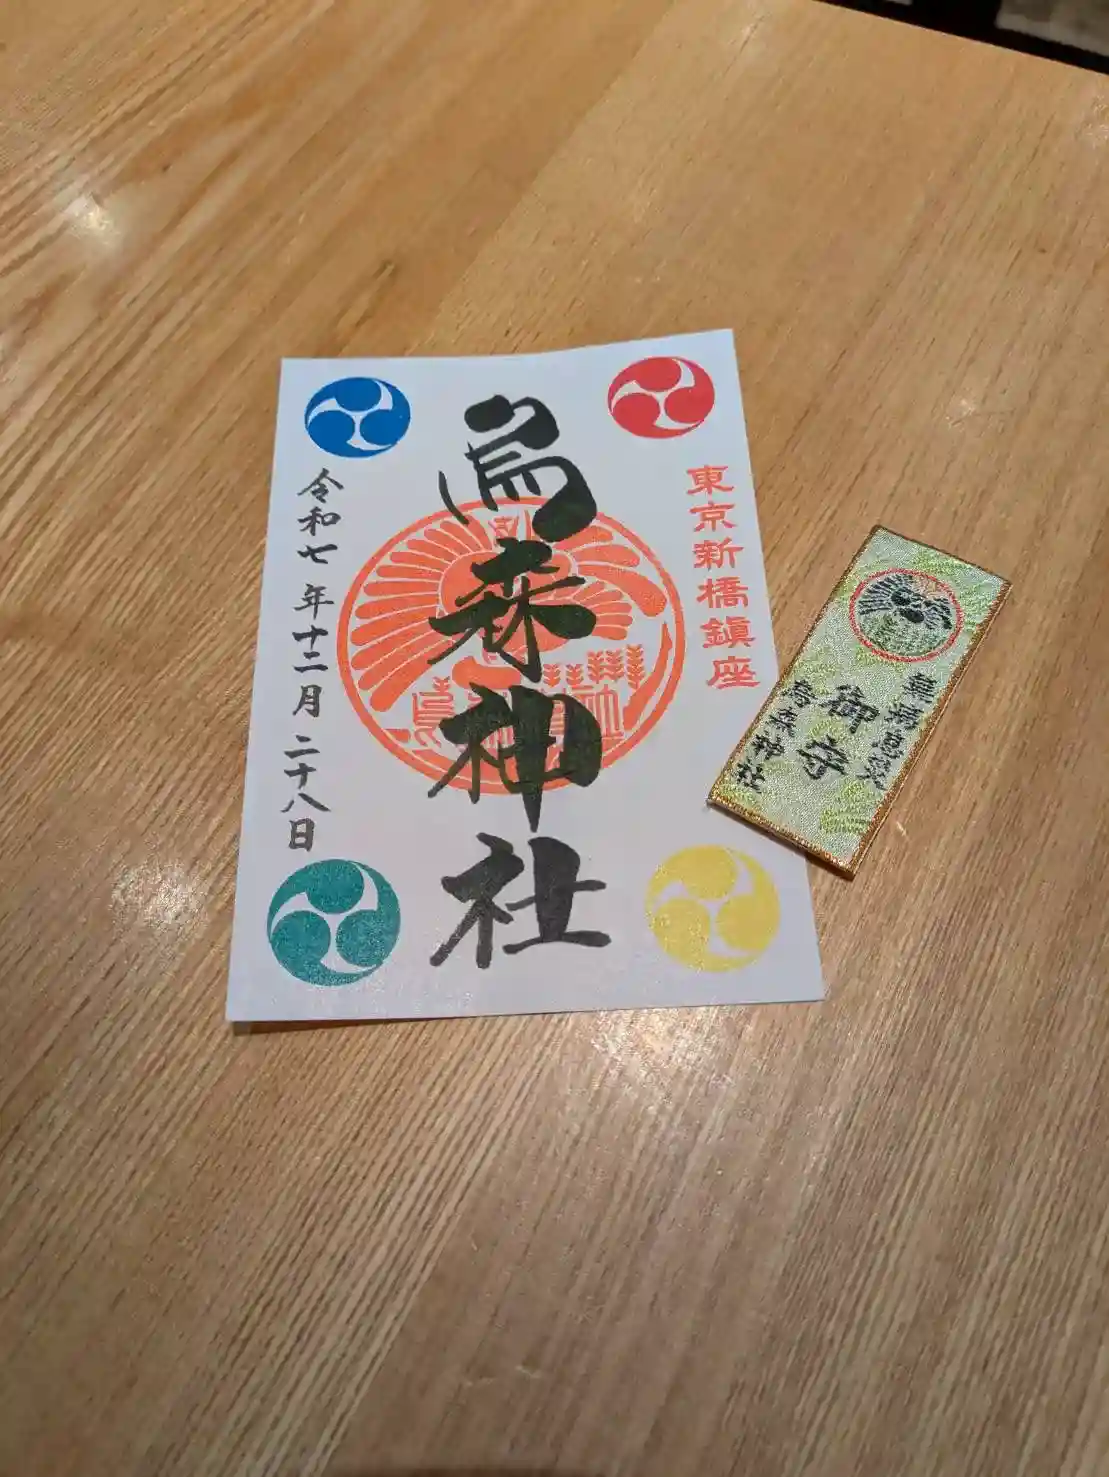 東京新橋鎮座
烏森神社
令和七年十二月二十八日
御守
烏森神社